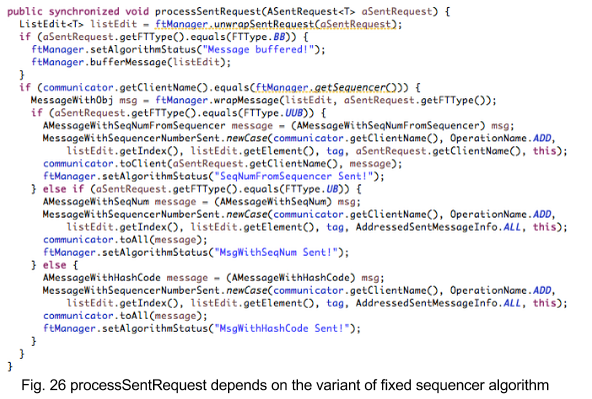 public synchronized void processSentRequest(ASentRequest<T> aSentRequest) {
ListEdit<T> listEdit = ftManager.unwrapSentRequest(aSentRequest);
if (aSentRequest.getFTType().equals(FTType.BB)) {
ftManager.setAlgorithmStatus("Message buffered!");
ftManager.bufferMessage(listEdit);
}
if (communicator.getClientName().equals(ftManager.getSequencer())) {
MessageWithObj msg = ftManager.wrapMessage(listEdit, aSentRequest.getFTType());
if (aSentRequest.getFTType().equals(FTType.UUB)) {
AMessageWithSeqNumFromSequencer message = (AMessageWithSeqNumFromSequencer) msg;
MessageWithSequencerNumberSent.newCase(communicator.getClientName(), OperationName.ADD,
listEdit.getIndex(), listEdit.getElement(), tag, aSentRequest.getClientName(), this);
communicator.toClient(aSentRequest.getClientName(), message);
ftManager.setAlgorithmStatus("SeqNumFromSequencer Sent!");
} else if (aSentRequest.getFTType().equals(FTType.UB)) {
AMessageWithSeqNum message = (AMessageWithSeqNum) msg;
MessageWithSequencerNumberSent.newCase(communicator.getClientName(), OperationName.ADD,
listEdit.getIndex(), listEdit.getElement(), tag, AddressedSentMessageInfo.ALL, this);
communicator.toAll(message);
ftManager.setAlgorithmStatus("MsgWithSeqNum Sent!");
} else {
AMessageWithHashCode message = (AMessageWithHashCode) msg;
MessageWithSequencerNumberSent.newCase(communicator.getClientName(), OperationName.ADD,
listEdit.getIndex(), listEdit.getElement(), tag, AddressedSentMessageInfo.ALL, this);
communicator.toAll(message);
ftManager.setAlgorithmStatus("MsgWithHashCode Sent!");
}
}
}
Fig. 26 processSentRequest depends on the variant of fixed sequencer algorithm